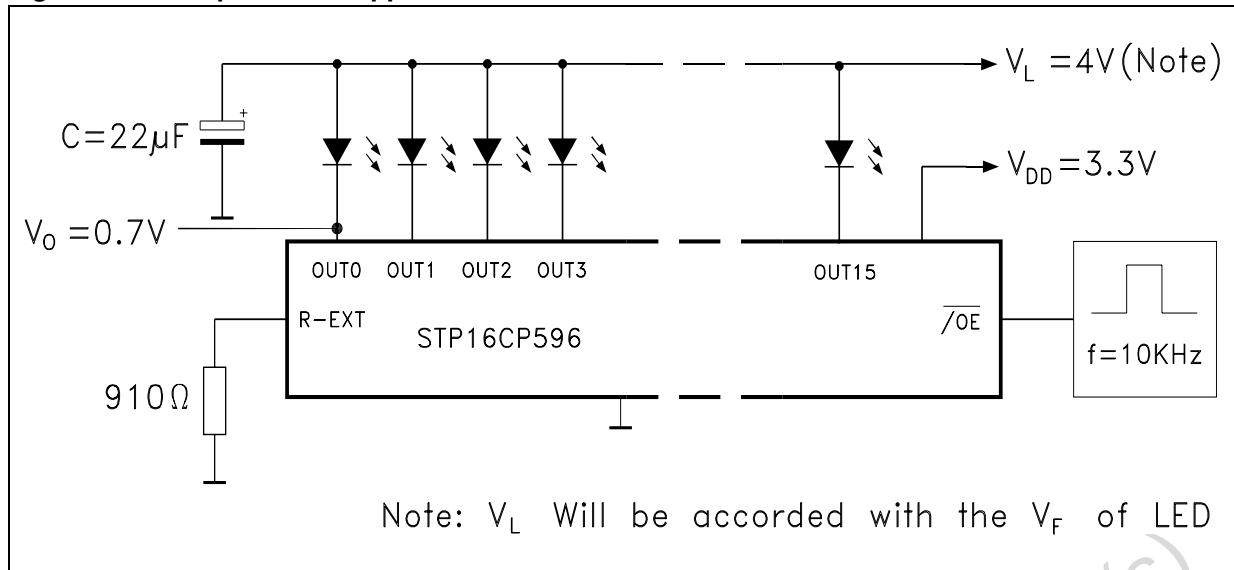 V_L = 4V (Note)
C=22µF
V_DD = 3.3V
V_O = 0.7V
OUT0 OUT1 OUT2 OUT3 OUT15
R-EXT
/OE
STP16CP596
f=10KHz
910Ω
Note: V_L Will be accorded with the V_F of LED